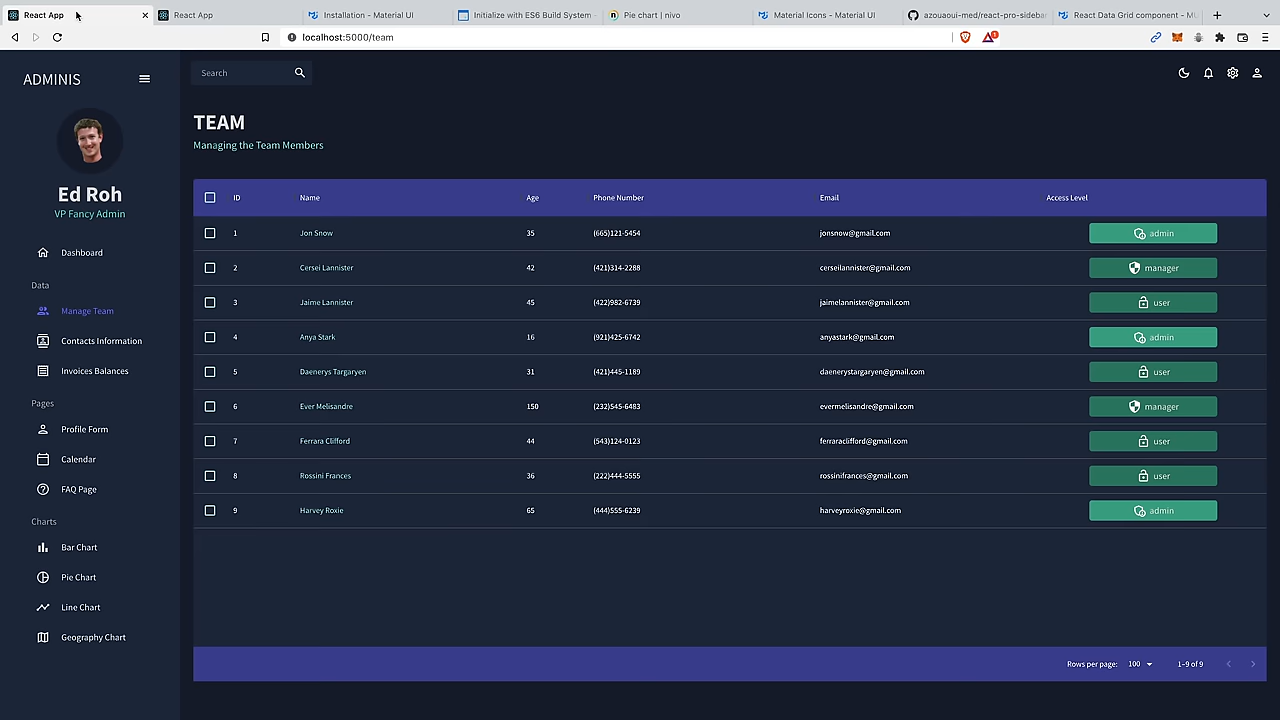 React App
React App
Installation - Material UI
Initialize with ES6 Build System -
Pie chart | nivo
Material Icons - Material UI
azouaoui-med/react-pro-sidebar
React Data Grid component - MU
localhost:5000/team
ADMINIS
Search
Ed Roh
VP Fancy Admin
Dashboard
Data
Manage Team
Contacts Information
Invoices Balances
Pages
Profile Form
Calendar
FAQ Page
Charts
Bar Chart
Pie Chart
Line Chart
Geography Chart
TEAM
Managing the Team Members
ID Name Age Phone Number Email Access Level
1 Jon Snow 35 (665)121-5454 jonsnow@gmail.com admin
2 Cersei Lannister 42 (421)314-2288 cerseilannister@gmail.com manager
3 Jaime Lannister 45 (422)982-6739 jaimelannister@gmail.com user
4 Anya Stark 16 (921)425-6742 anyastark@gmail.com admin
5 Daenerys Targaryen 31 (421)445-1189 daenerystargaryen@gmail.com user
6 Ever Melisandre 150 (232)545-6483 evermelisandre@gmail.com manager
7 Ferrara Clifford 44 (543)124-0123 ferraraclifford@gmail.com user
8 Rossini Frances 36 (222)444-5555 rossinifrances@gmail.com user
9 Harvey Roxie 65 (444)555-6239 harveyroxie@gmail.com admin
Rows per page: 100 1–9 of 9